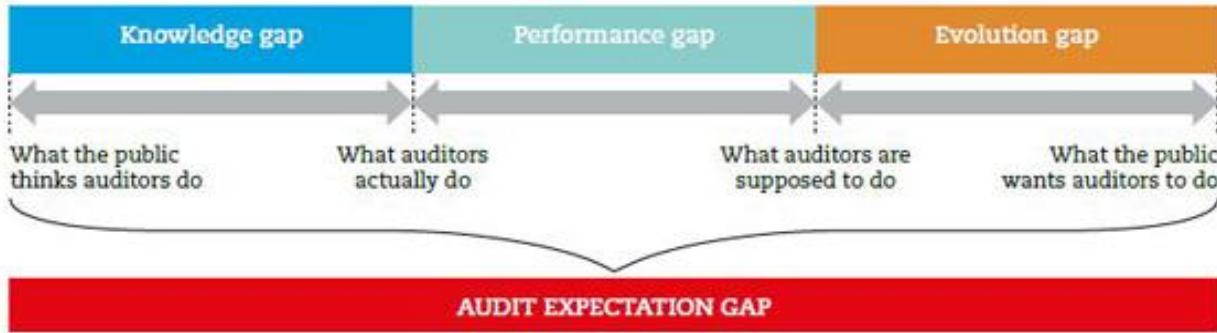 Knowledge gap
Performance gap
Evolution gap
What the public
thinks auditors do
What auditors
actually do
What auditors are
supposed to do
What the public
wants auditors to do
AUDIT EXPECTATION GAP